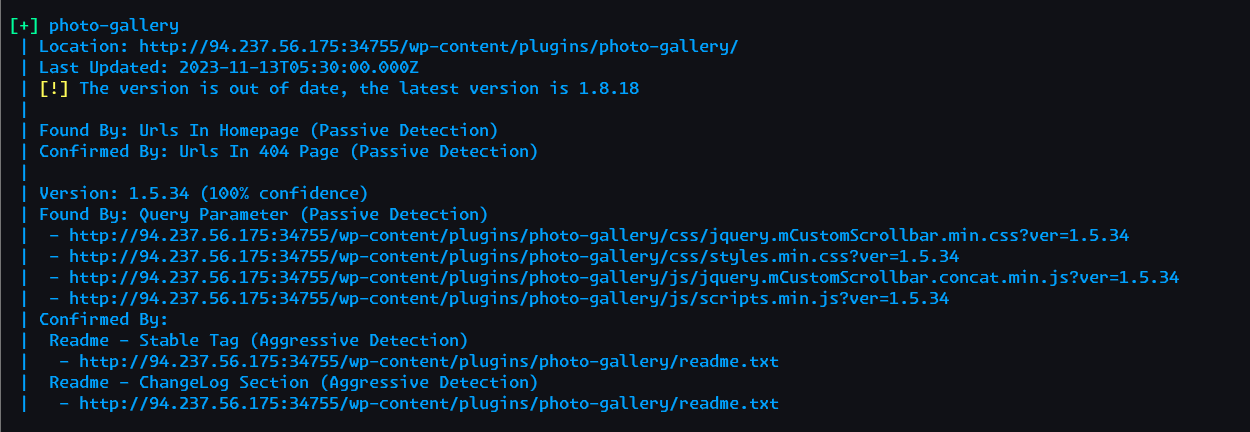 [+] photo-gallery
| Location: http://94.237.56.175:34755/wp-content/plugins/photo-gallery/
| Last Updated: 2023-11-13T05:30:00.000Z
| [!] The version is out of date, the latest version is 1.8.18
|
| Found By: Urls In Homepage (Passive Detection)
| Confirmed By: Urls In 404 Page (Passive Detection)
|
| Version: 1.5.34 (100% confidence)
| Found By: Query Parameter (Passive Detection)
|  - http://94.237.56.175:34755/wp-content/plugins/photo-gallery/css/jquery.mCustomScrollbar.min.css?ver=1.5.34
|  - http://94.237.56.175:34755/wp-content/plugins/photo-gallery/css/styles.min.css?ver=1.5.34
|  - http://94.237.56.175:34755/wp-content/plugins/photo-gallery/js/jquery.mCustomScrollbar.concat.min.js?ver=1.5.34
|  - http://94.237.56.175:34755/wp-content/plugins/photo-gallery/js/scripts.min.js?ver=1.5.34
| Confirmed By:
|  Readme - Stable Tag (Aggressive Detection)
|   - http://94.237.56.175:34755/wp-content/plugins/photo-gallery/readme.txt
|  Readme - ChangeLog Section (Aggressive Detection)
|   - http://94.237.56.175:34755/wp-content/plugins/photo-gallery/readme.txt